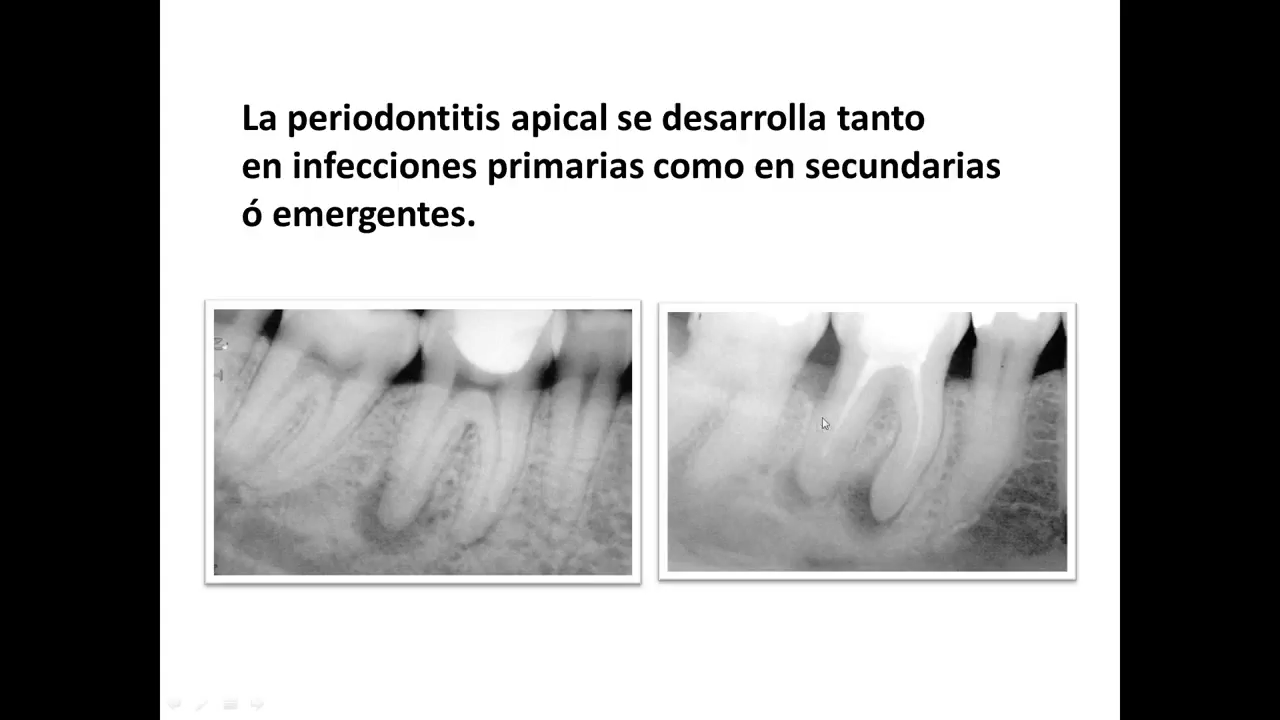 La periodontitis apical se desarrolla tanto
en infecciones primarias como en secundarias
ó emergentes.